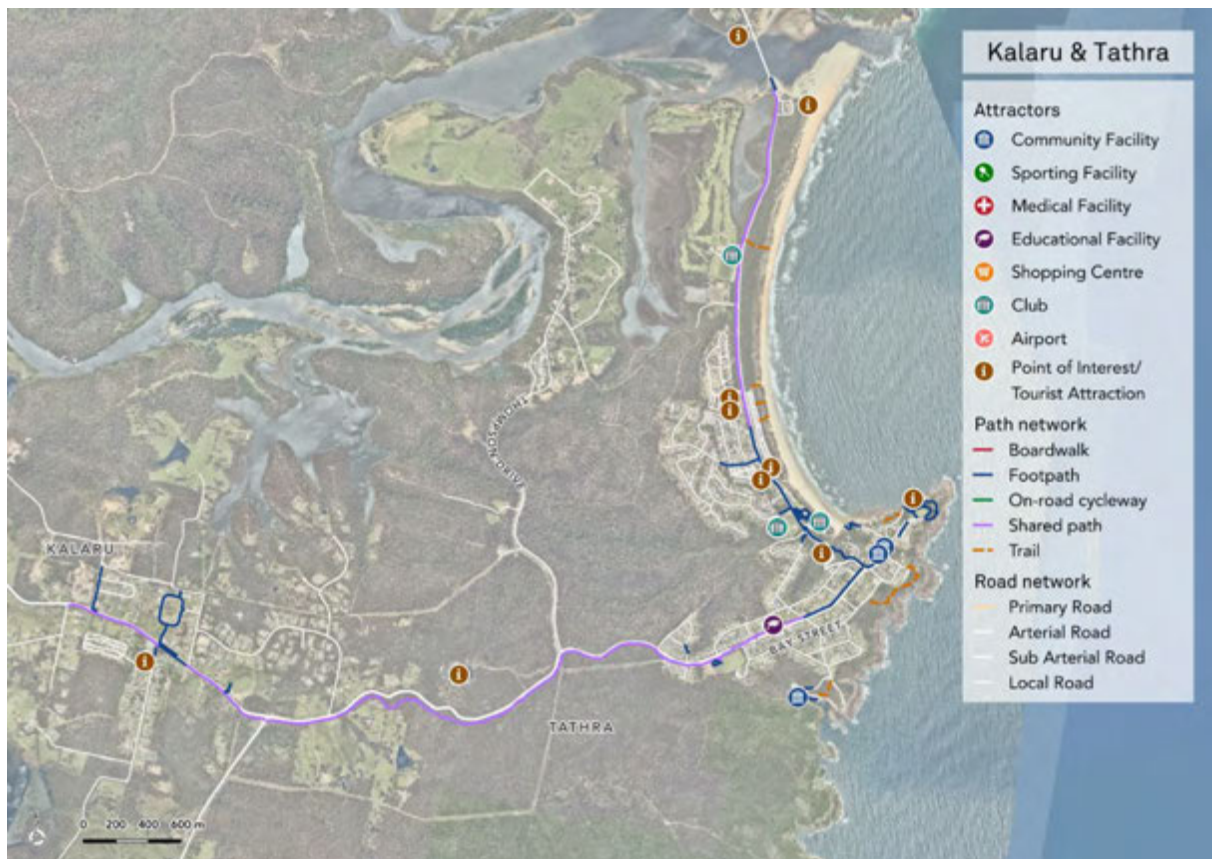 Kalaru & Tathra
Attractors
Community Facility
Sporting Facility
Medical Facility
Educational Facility
Shopping Centre
Club
Airport
Point of Interest/
Tourist Attraction
Path network
Boardwalk
Footpath
On-road cycleway
Shared path
Trail
Road network
Primary Road
Arterial Road
Sub Arterial Road
Local Road
THOMPSON DRIVE
KALARU
BAY STREET
TATHRA
0 200 400 600 m